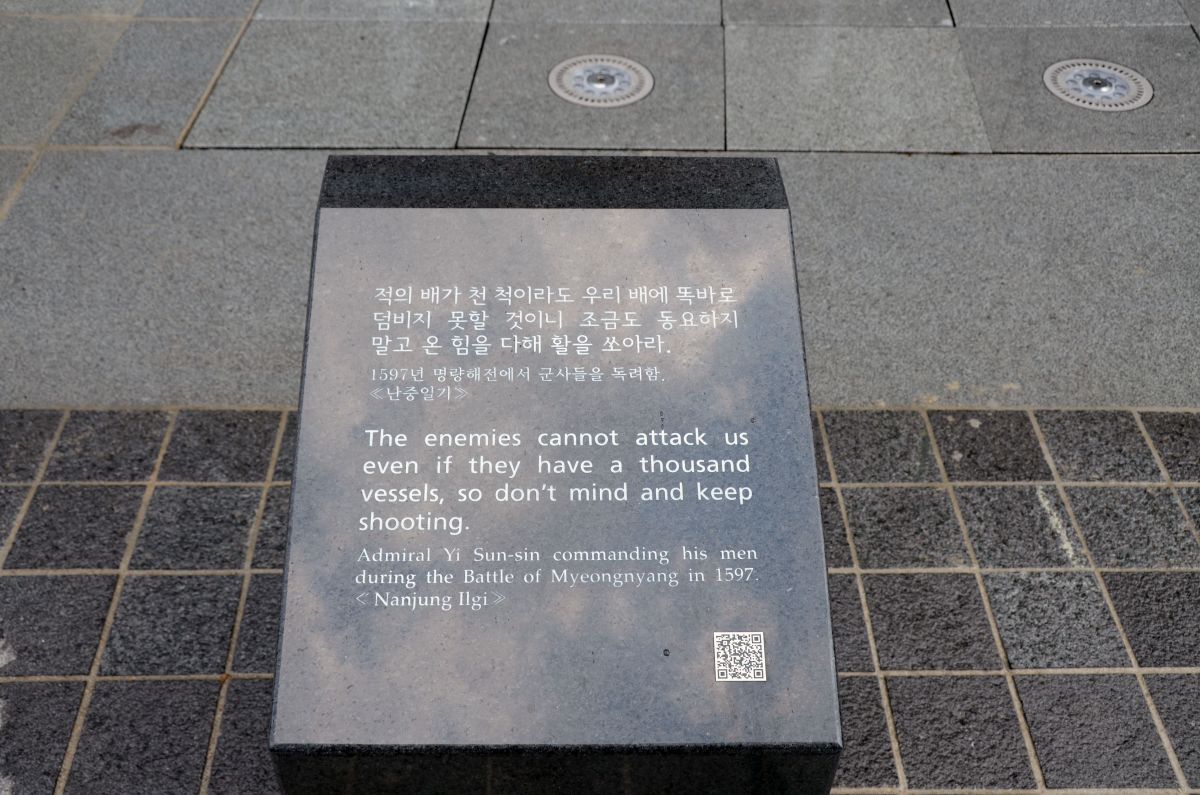 적의 배가 천 척이라도 우리 배에 똑바로
덤비지 못할 것이니 조금도 동요하지
말고 온 힘을 다해 활을 쏘아라.
1597년 명량해전에서 군사들을 독려함.
≪난중일기≫
The enemies cannot attack us
even if they have a thousand
vessels, so don't mind and keep
shooting.
Admiral Yi Sun-sin commanding his men
during the Battle of Myeongnyang in 1597.
≪Nanjung Ilgi≫